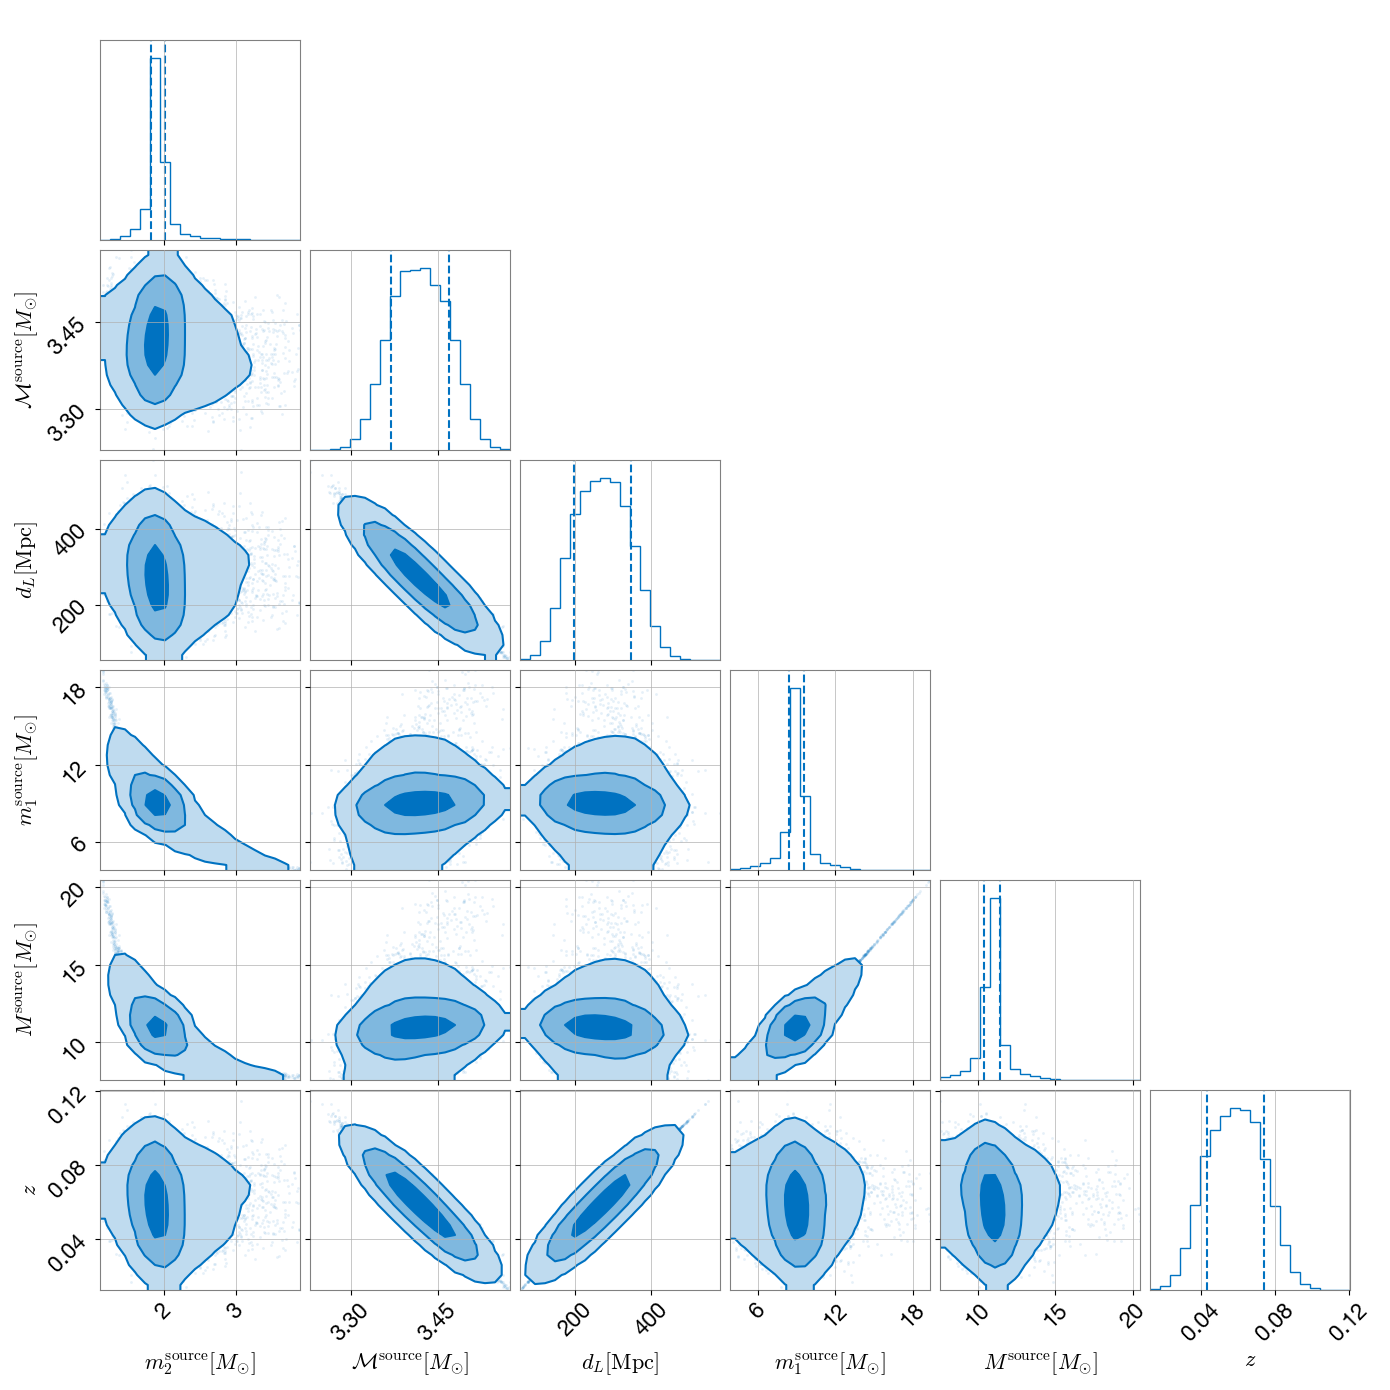 $\mathcal{M}^{\rm source}[M_\odot]$
3.45
3.30
$d_L[\mathrm{Mpc}]$
400
200
$m_1^{\rm source}[M_\odot]$
18
12
6
$M^{\rm source}[M_\odot]$
20
15
10
$z$
0.12
0.08
0.04
2 3 3.30 3.45 200 400 6 12 18 10 15 20 0.04 0.08 0.12
$m_2^{\rm source}[M_\odot]$ $\mathcal{M}^{\rm source}[M_\odot]$ $d_L[\mathrm{Mpc}]$ $m_1^{\rm source}[M_\odot]$ $M^{\rm source}[M_\odot]$ $z$